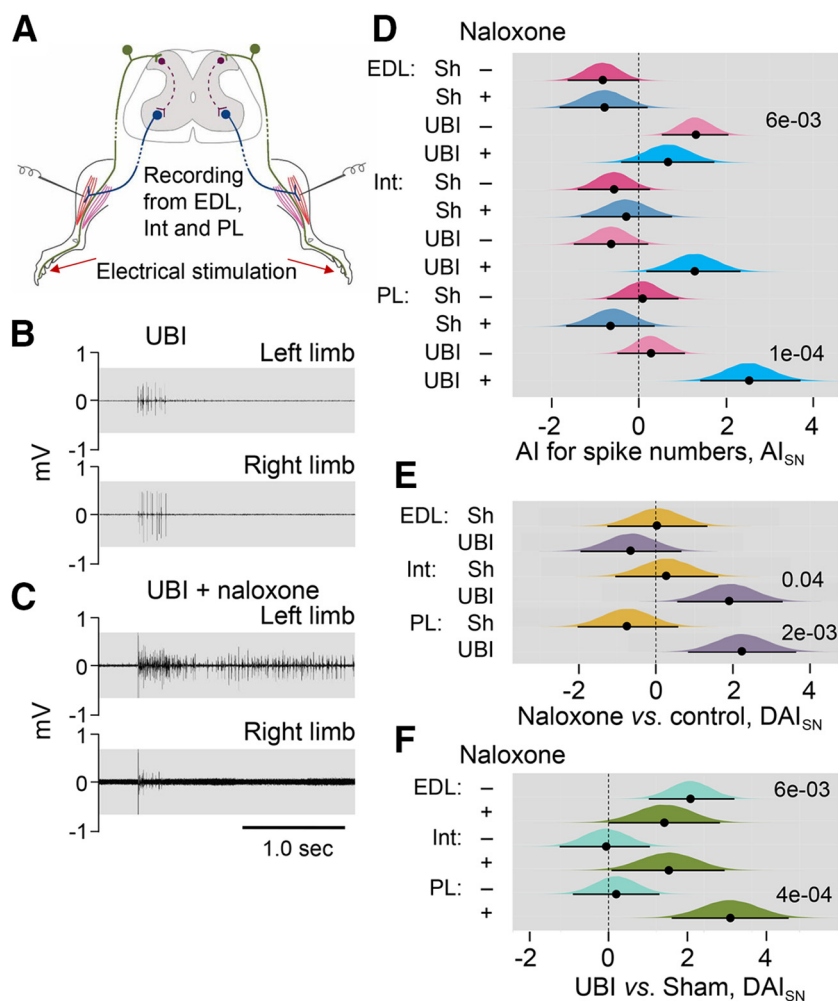 A
Recording
from EDL,
Int and PL
Electrical stimulation
B
UBI
Left limb
1
0
-1
mV
Right limb
1
0
-1
C
UBI + naloxone
Left limb
1
0
-1
mV
Right limb
1
0
-1
1.0 sec
D
Naloxone
EDL: Sh –
Sh +
UBI – 6e-03
UBI +
Int: Sh –
Sh +
UBI –
UBI +
PL: Sh –
Sh +
UBI – 1e-04
UBI +
-2 0 2 4
AI for spike numbers, AISN
E
EDL: Sh
UBI
Int: Sh
UBI 0.04
PL: Sh
UBI 2e-03
-2 0 2 4
Naloxone vs. control, DAISN
F
Naloxone
EDL: – 6e-03
+
Int: –
+
PL: – 4e-04
+
-2 0 2 4
UBI vs. Sham, DAISN